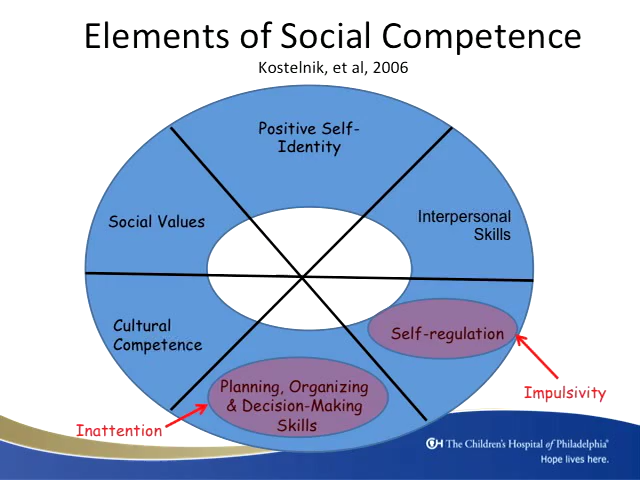 Elements of Social Competence
Kostelnik, et al, 2006
Positive Self-
Identity
Social Values
Interpersonal
Skills
Cultural
Competence
Self-regulation
Planning, Organizing
& Decision-Making
Skills
Impulsivity
Inattention
The Children's Hospital of Philadelphia®
Hope lives here.